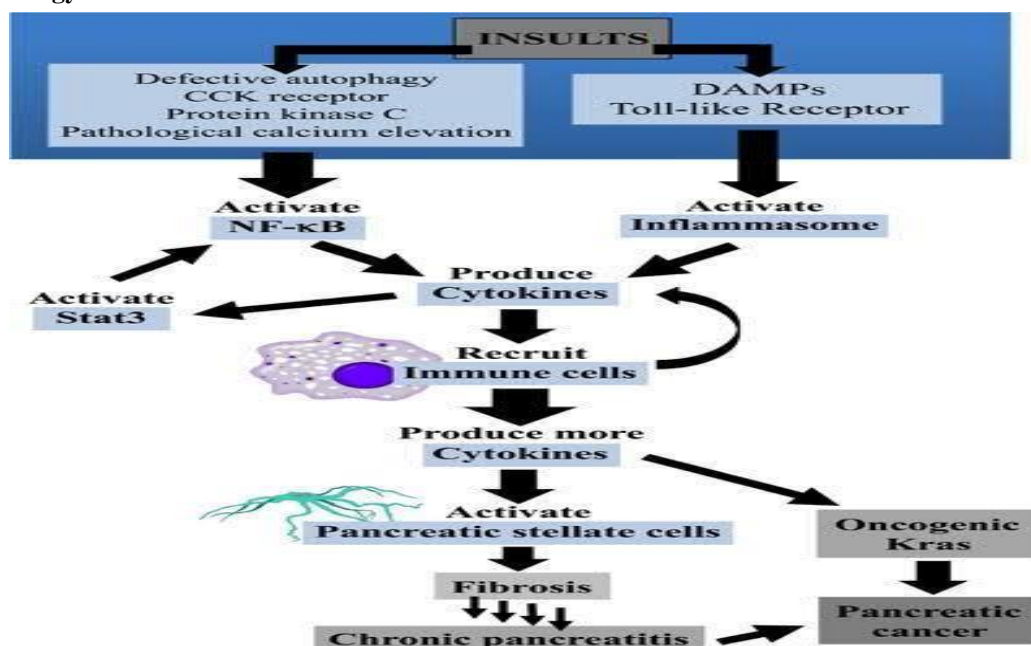 INSULTS
Defective autophagy
CCK receptor
Protein kinase C
Pathological calcium elevation
DAMPs
Toll-like Receptor
Activate
NF-κB
Activate
Inflammasome
Produce
Cytokines
Activate
Stat3
Recruit
Immune cells
Produce more
Cytokines
Activate
Pancreatic stellate cells
Oncogenic
Kras
Fibrosis
Chronic pancreatitis
Pancreatic
cancer